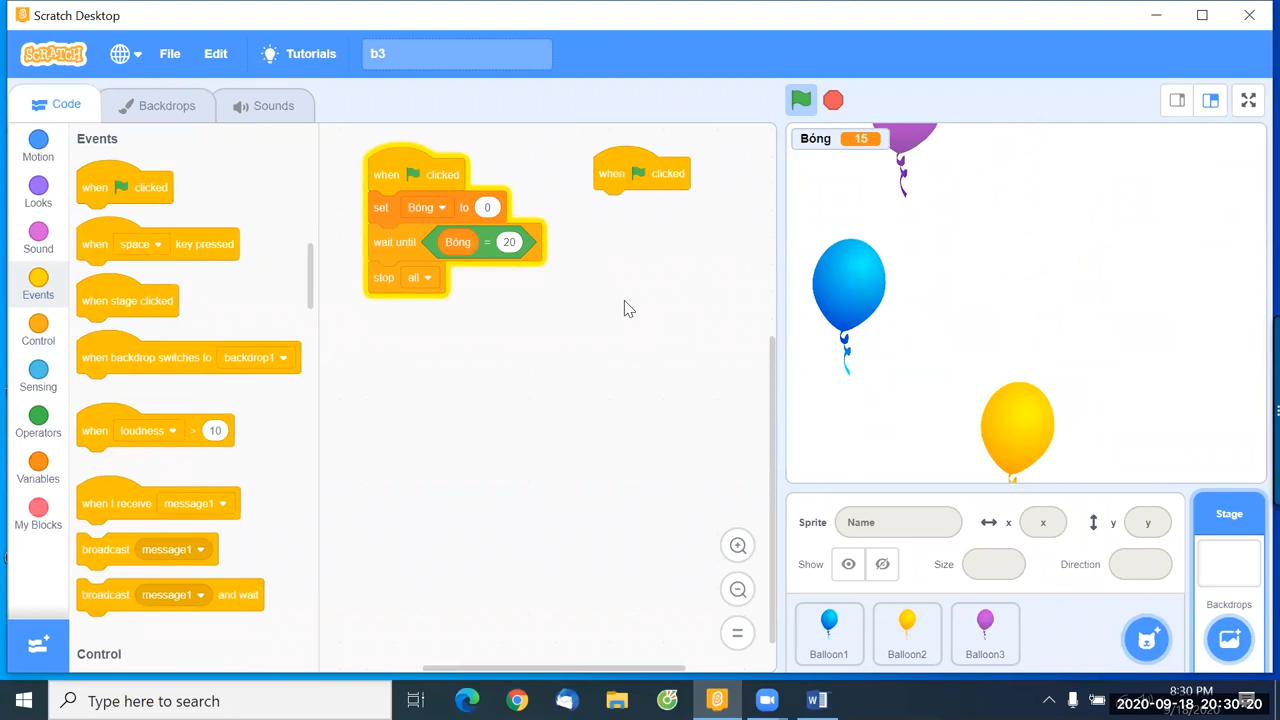 Scratch Desktop
SCRATCH
File
Edit
Tutorials
b3
Code
Backdrops
Sounds
Motion
Looks
Sound
Events
Control
Sensing
Operators
Variables
My Blocks
Events
when clicked
when space key pressed
when stage clicked
when backdrop switches to backdrop1
when loudness > 10
when I receive message1
broadcast message1
broadcast message1 and wait
Control
when clicked
set Bóng to 0
wait until Bóng = 20
stop all
when clicked
Bóng 15
Sprite Name x x y y
Show Size Direction
Balloon1
Balloon2
Balloon3
Stage
Backdrops
Type here to search
8:30 PM
2020-09-18 20:30:20